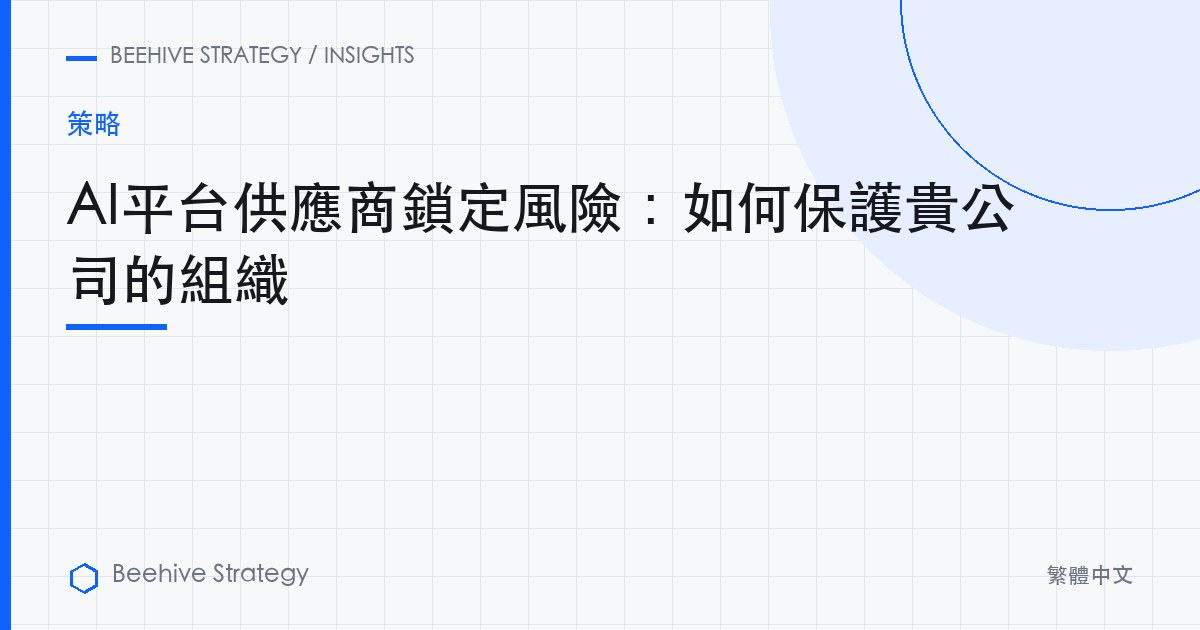 BEEHIVE STRATEGY / INSIGHTS
策略
AI平台供應商鎖定風險：如何保護貴公
司的組織
Beehive Strategy
繁體中文